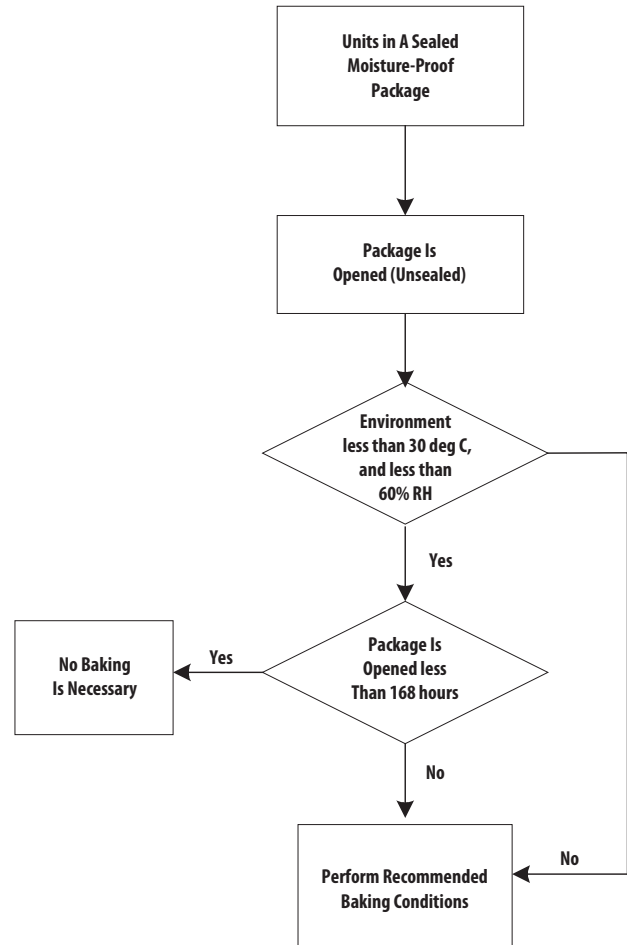 Units in A Sealed
Moisture-Proof
Package
Package Is
Opened (Unsealed)
Environment
less than 30 deg C,
and less than
60% RH
Yes
No Baking
Is Necessary
Yes
Package Is
Opened less
Than 168 hours
No
Perform Recommended
Baking Conditions
No